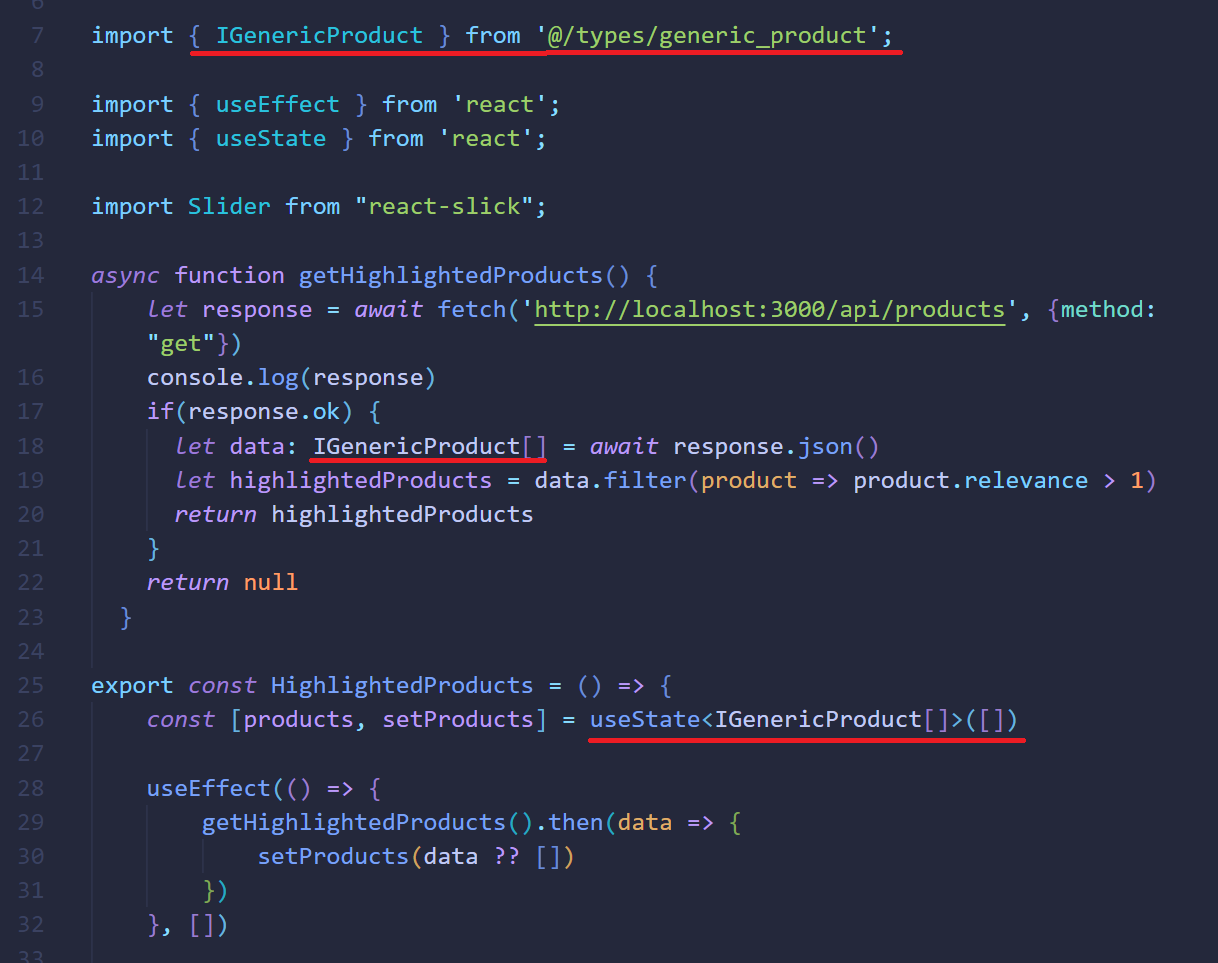 6
7 import { IGenericProduct } from '@/types/generic_product';
8
9 import { useEffect } from 'react';
10 import { useState } from 'react';
11
12 import Slider from "react-slick";
13
14 async function getHighlightedProducts() {
15     let response = await fetch('http://localhost:3000/api/products', {method:
    "get"})
16     console.log(response)
17     if(response.ok) {
18       let data: IGenericProduct[] = await response.json()
19       let highlightedProducts = data.filter(product => product.relevance > 1)
20       return highlightedProducts
21     }
22     return null
23   }
24
25 export const HighlightedProducts = () => {
26     const [products, setProducts] = useState<IGenericProduct[]>([])
27
28     useEffect(() => {
29         getHighlightedProducts().then(data => {
30             setProducts(data ?? [])
31         })
32     }, [])
33